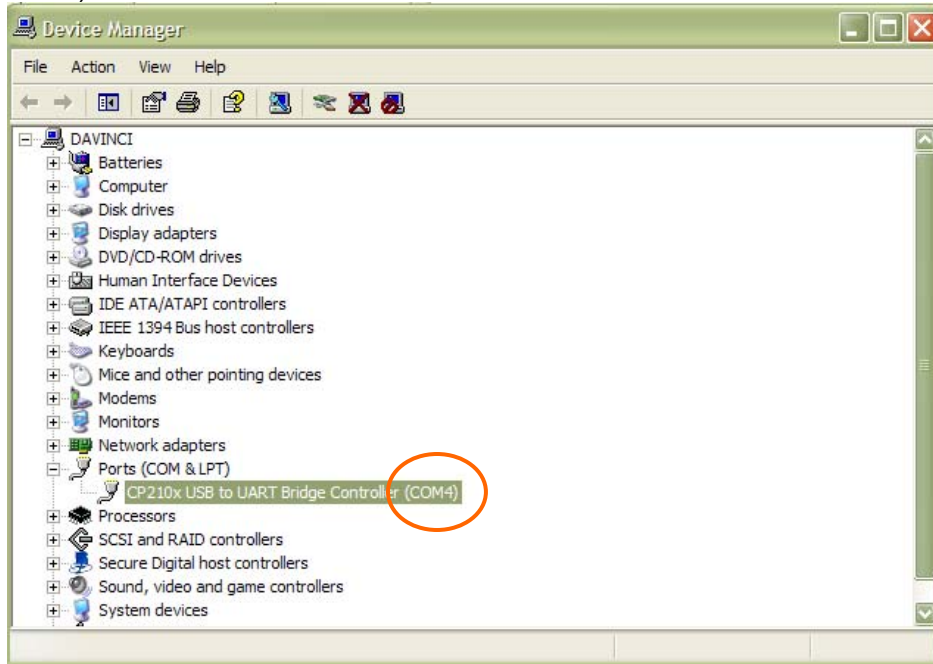 Device Manager
File Action View Help
DAVINCI
Batteries
Computer
Disk drives
Display adapters
DVD/CD-ROM drives
Human Interface Devices
IDE ATA/ATAPI controllers
IEEE 1394 Bus host controllers
Keyboards
Mice and other pointing devices
Modems
Monitors
Network adapters
Ports (COM & LPT)
CP210x USB to UART Bridge Controller (COM4)
Processors
SCSI and RAID controllers
Secure Digital host controllers
Sound, video and game controllers
System devices